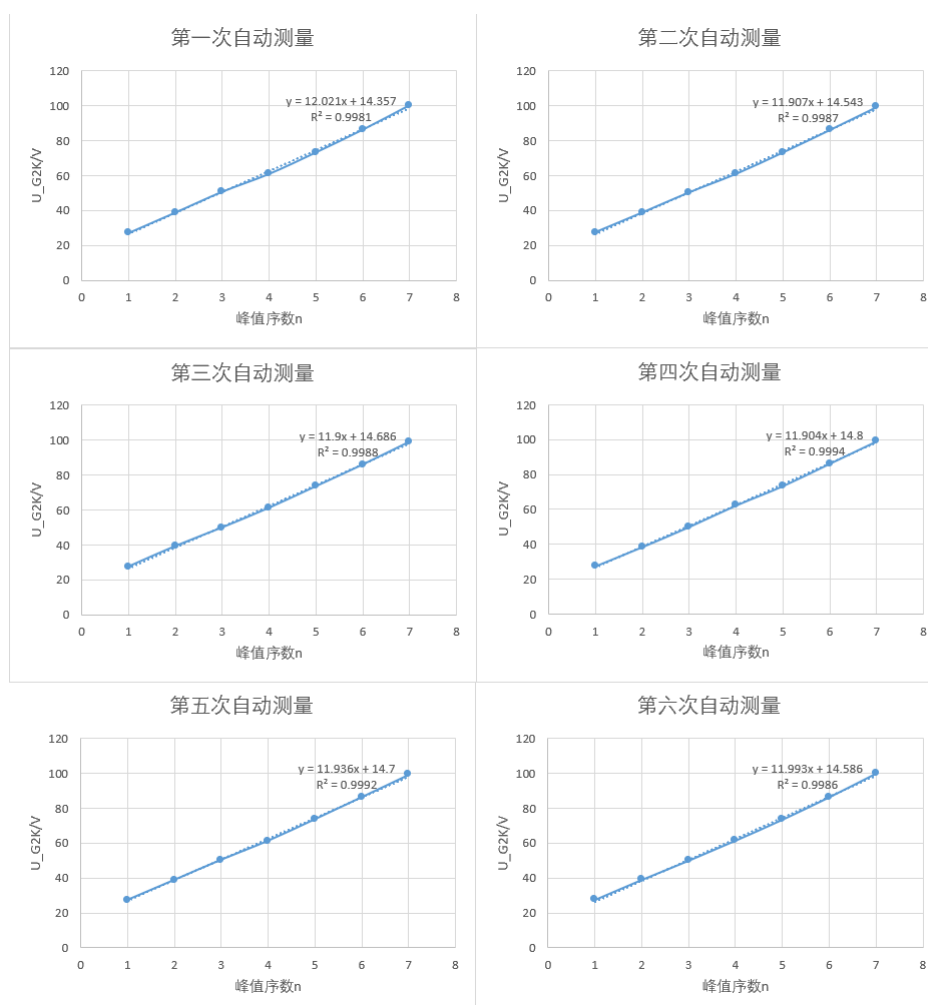 第一次自动测量
120
100
80
60
40
20
0
U_G2K/V
y = 12.021x + 14.357
R² = 0.9981
0 1 2 3 4 5 6 7 8
峰值序数n
第二次自动测量
120
100
80
60
40
20
0
U_G2K/V
y = 11.907x + 14.543
R² = 0.9987
0 1 2 3 4 5 6 7 8
峰值序数n
第三次自动测量
120
100
80
60
40
20
0
U_G2K/V
y = 11.9x + 14.686
R² = 0.9988
0 1 2 3 4 5 6 7 8
峰值序数n
第四次自动测量
120
100
80
60
40
20
0
U_G2K/V
y = 11.904x + 14.8
R² = 0.9994
0 1 2 3 4 5 6 7 8
峰值序数n
第五次自动测量
120
100
80
60
40
20
0
U_G2K/V
y = 11.936x + 14.7
R² = 0.9992
0 1 2 3 4 5 6 7 8
峰值序数n
第六次自动测量
120
100
80
60
40
20
0
U_G2K/V
y = 11.993x + 14.586
R² = 0.9986
0 1 2 3 4 5 6 7 8
峰值序数n